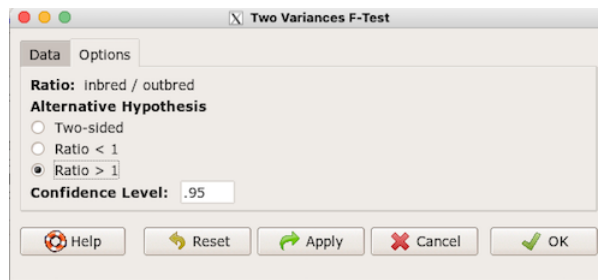 Two Variances F-Test
Data Options
Ratio: inbred / outbred
Alternative Hypothesis
Two-sided
Ratio < 1
Ratio > 1
Confidence Level: .95
Help Reset Apply Cancel OK